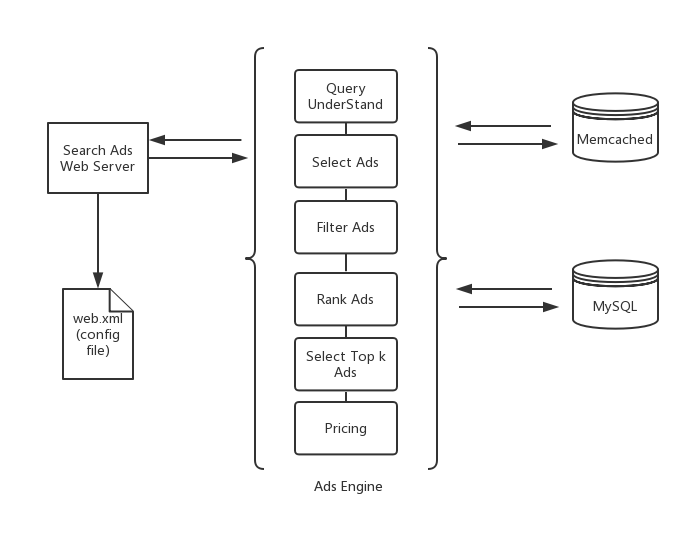 Query
UnderStand
Search Ads
Web Server
Select Ads
Filter Ads
Rank Ads
Select Top k
Ads
Pricing
Ads Engine
web.xml
(config
file)
Memcached
MySQL